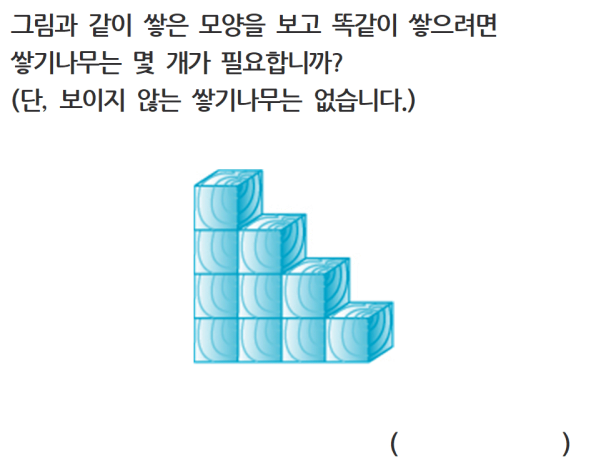 그림과 같이 쌓은 모양을 보고 똑같이 쌓으려면
쌓기나무는 몇 개가 필요합니까?
(단, 보이지 않는 쌓기나무는 없습니다.)
(                    )